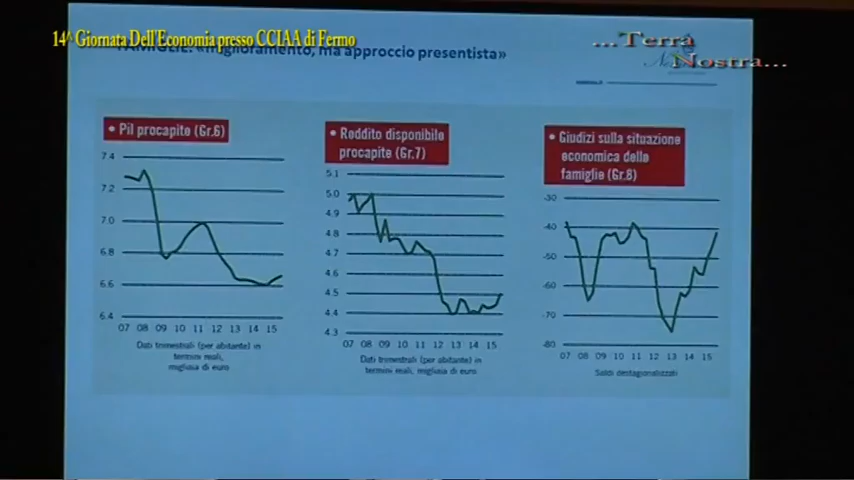 14^ Giornata Dell'Economia presso CCIAA di Fermo
...Terra
Nostra...
FAMIGLIE: «miglioramento, ma approccio presentista»
• Pil procapite (Gr.6)
7.4
7.2
7.0
6.8
6.6
6.4
07 08 09 10 11 12 13 14 15
Dati trimestrali (per abitante) in
termini reali,
migliaia di euro
• Reddito disponibile
procapite (Gr.7)
5.1
5.0
4.9
4.8
4.7
4.6
4.5
4.4
4.3
07 08 09 10 11 12 13 14 15
Dati trimestrali (per abitante) in
termini reali, migliaia di euro
• Giudizi sulla situazione
economica delle
famiglie (Gr.8)
-30
-40
-50
-60
-70
-80
07 08 09 10 11 12 13 14 15
Saldi destagionalizzati